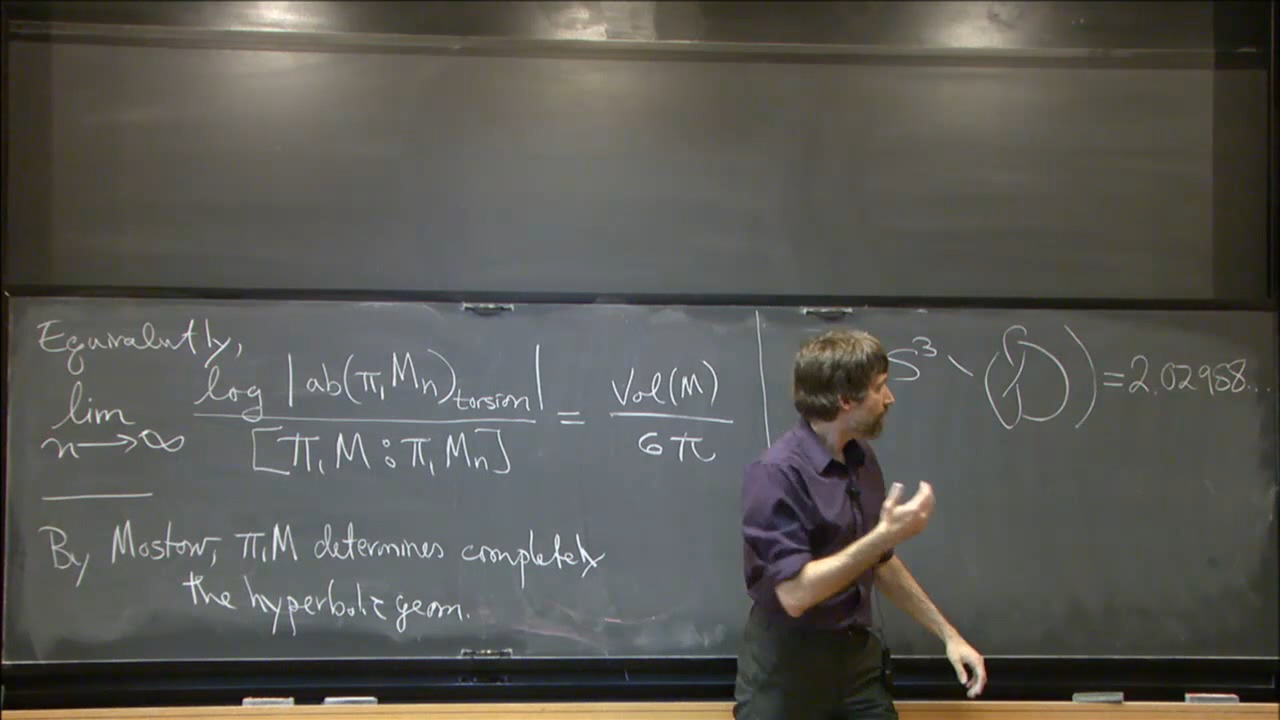 Equivalently,
lim n→∞ log |ab(π₁Mₙ)torsion| / [π₁M : π₁Mₙ] = Vol(M) / 6π
By Mostow, π₁M determines completely
the hyperbolic geom.
S³ \ ( ) = 2.02988...